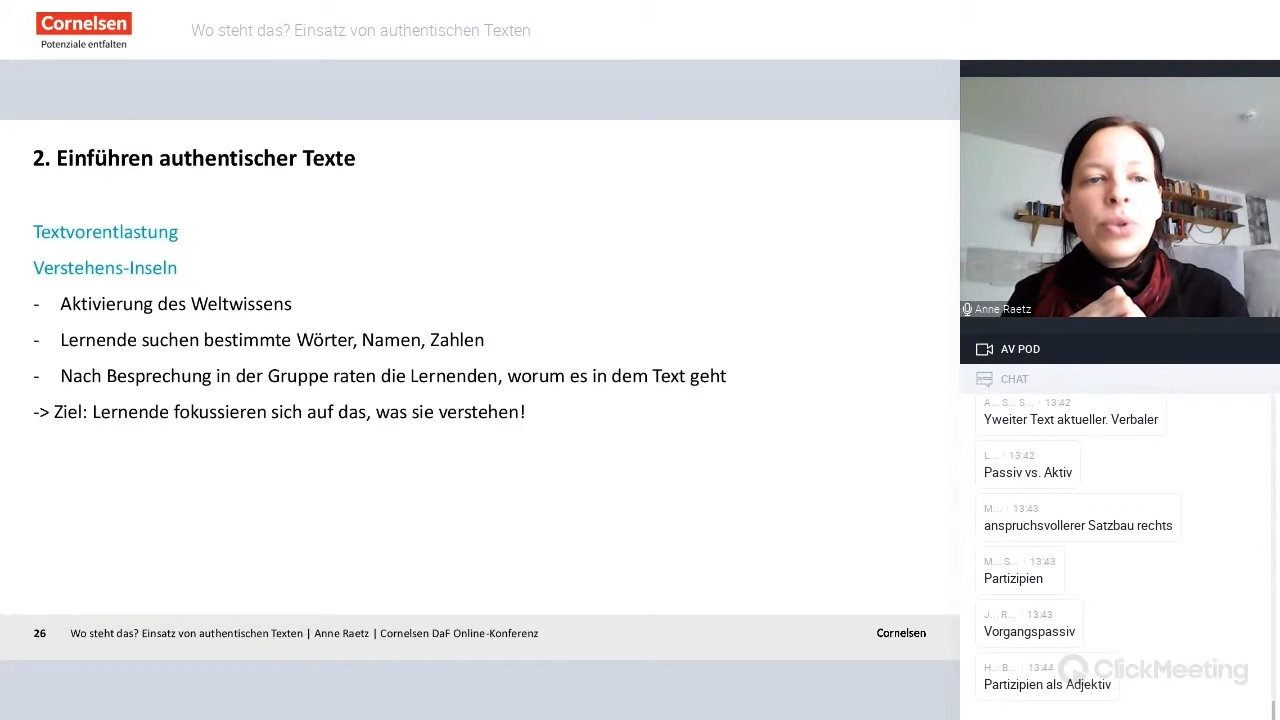 Cornelsen
Potenziale entfalten
Wo steht das? Einsatz von authentischen Texten
2. Einführen authentischer Texte
Textvorentlastung
Verstehens-Inseln
- Aktivierung des Weltwissens
- Lernende suchen bestimmte Wörter, Namen, Zahlen
- Nach Besprechung in der Gruppe raten die Lernenden, worum es in dem Text geht
-> Ziel: Lernende fokussieren sich auf das, was sie verstehen!
26 Wo steht das? Einsatz von authentischen Texten | Anne Raetz | Cornelsen DaF Online-Konferenz
Cornelsen
Anne Raetz
AV POD
CHAT
A... S... S... 13:42
Yweiter Text aktueller. Verbaler
L... 13:42
Passiv vs. Aktiv
M... 13:43
anspruchsvollerer Satzbau rechts
M... S... 13:43
Partizipien
J... R... 13:43
Vorgangspassiv
H... B... 13:44
Partizipien als Adjektiv
ClickMeeting